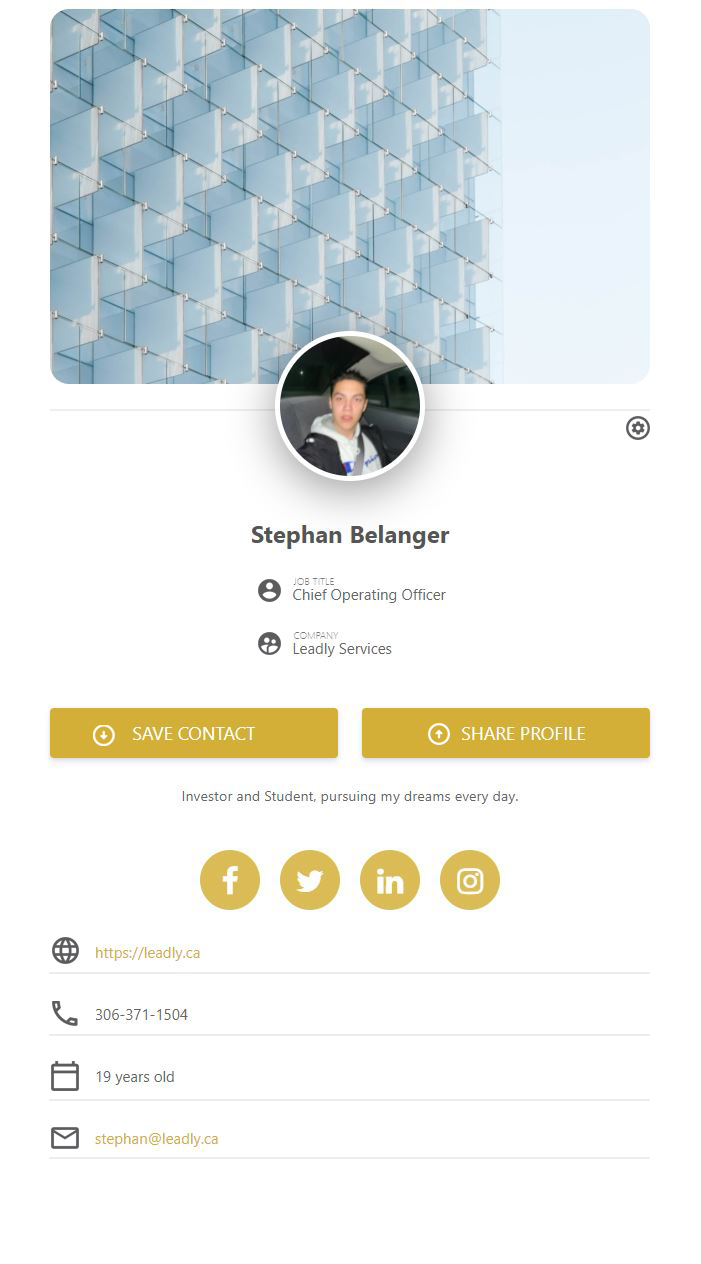 Stephan Belanger
JOB TITLE
Chief Operating Officer
COMPANY
Leadly Services
SAVE CONTACT
SHARE PROFILE
Investor and Student, pursuing my dreams every day.
https://leadly.ca
306-371-1504
19 years old
stephan@leadly.ca